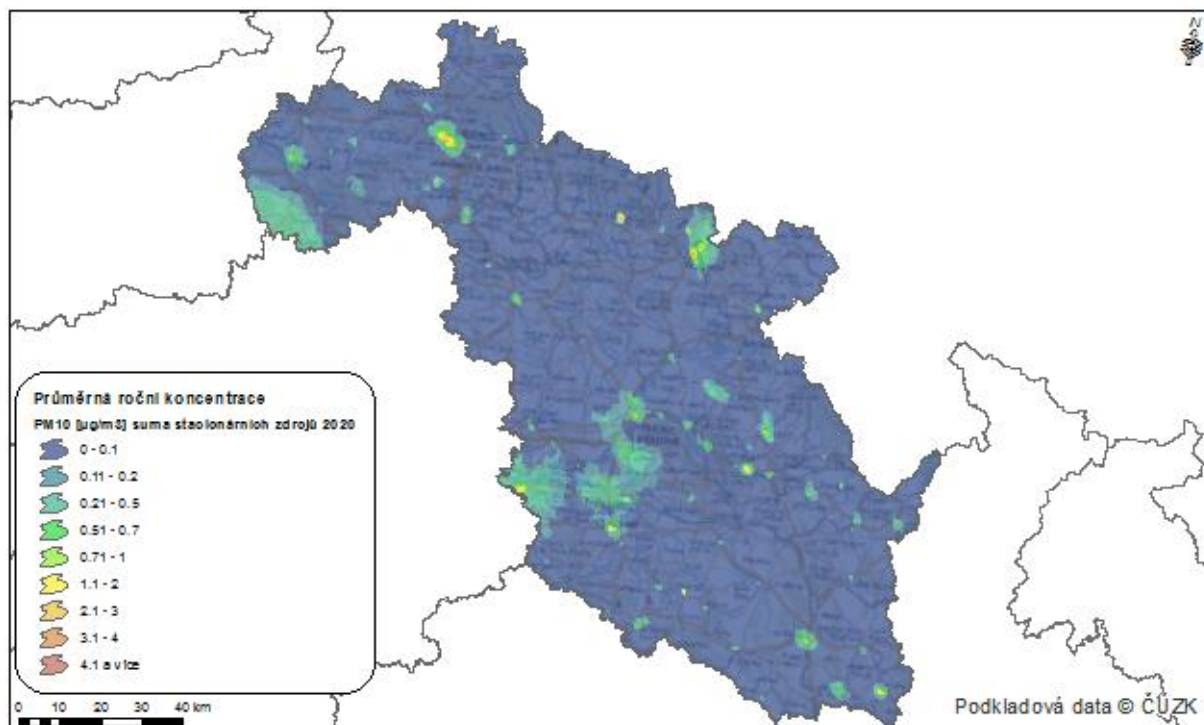 N
Průměrná roční koncentrace
PM10 [µg/m3] suma stacionárních zdrojů 2020
0 - 0.1
0.11 - 0.2
0.21 - 0.5
0.51 - 0.7
0.71 - 1
1.1 - 2
2.1 - 3
3.1 - 4
4.1 a více
0 10 20 30 40 km
Podkladová data © ČÚZK